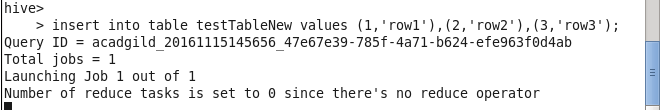 hive>
    > insert into table testTableNew values (1,'row1'),(2,'row2'),(3,'row3');
Query ID = acadgild_20161115145656_47e67e39-785f-4a71-b624-efe963f0d4ab
Total jobs = 1
Launching Job 1 out of 1
Number of reduce tasks is set to 0 since there's no reduce operator